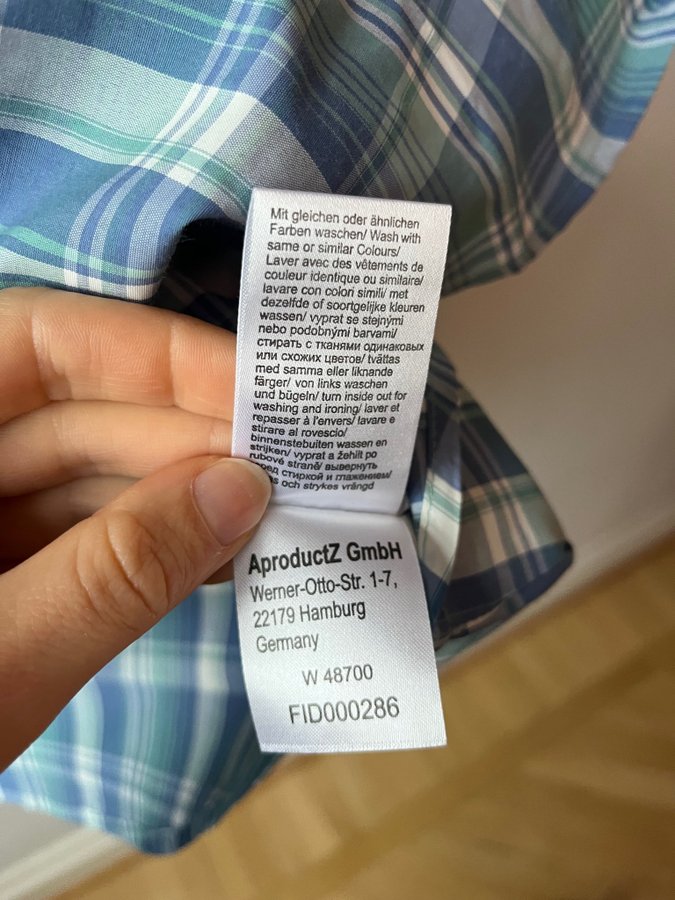 Mit gleichen oder ähnlichen
Farben waschen/ Wash with
same or similar Colours/
Laver avec des vêtements de
couleur identique ou similaire/
lavare con colori simili/ met
dezelfde of soortgelijke kleuren
wassen/ vyprat se stejnými
nebo podobnými barvami/
стирать с тканями одинаковых
или схожих цветов/ tvättas
med samma eller liknande
färger/ von links waschen
und bügeln/ turn inside out for
washing and ironing/ laver et
repasser à l'envers/ lavare e
stirare al rovescio/
binnenstebuiten wassen en
strijken/ vyprat a žehlit po
rubové straně/ вывернуть
стиркой и глажением/
och strykes vrångd
AproductZ GmbH
Werner-Otto-Str. 1-7,
22179 Hamburg
Germany
W 48700
FID000286